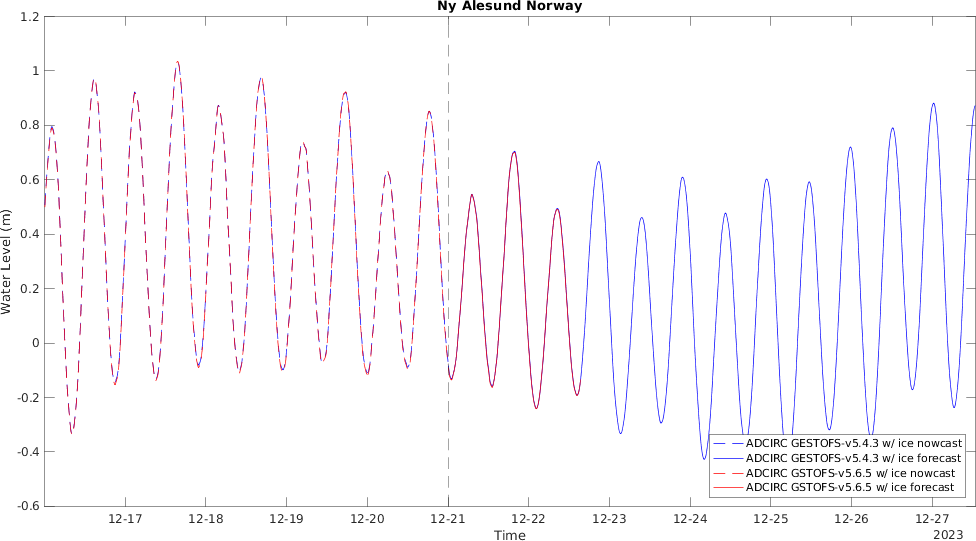 Ny Alesund Norway
1.2
1
0.8
0.6
0.4
0.2
0
-0.2
-0.4
-0.6
Water Level (m)
ADCIRC GESTOFS-v5.4.3 w/ ice nowcast
ADCIRC GESTOFS-v5.4.3 w/ ice forecast
ADCIRC GSTOFS-v5.6.5 w/ ice nowcast
ADCIRC GSTOFS-v5.6.5 w/ ice forecast
12-17 12-18 12-19 12-20 12-21 12-22 12-23 12-24 12-25 12-26 12-27
Time
2023